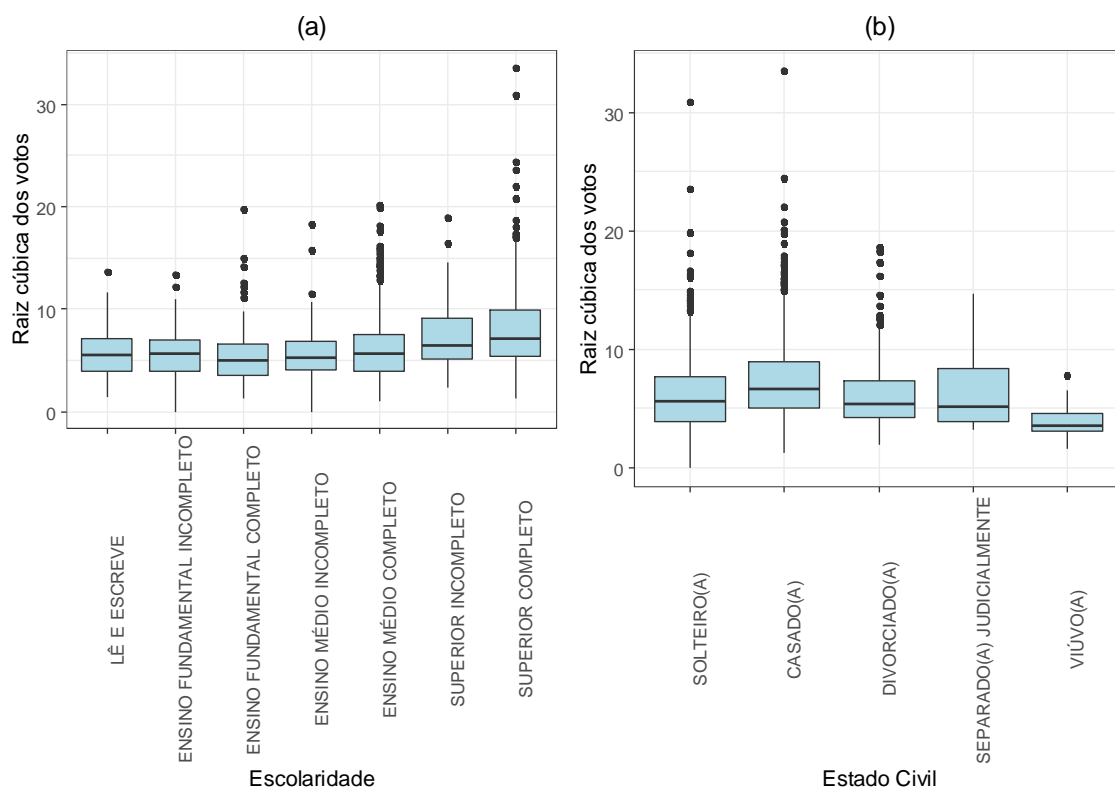 (a)
Raiz cúbica dos votos
30
20
10
0
LÊ E ESCREVE
ENSINO FUNDAMENTAL INCOMPLETO
ENSINO FUNDAMENTAL COMPLETO
ENSINO MÉDIO INCOMPLETO
ENSINO MÉDIO COMPLETO
SUPERIOR INCOMPLETO
SUPERIOR COMPLETO
Escolaridade
(b)
Raiz cúbica dos votos
30
20
10
0
SOLTEIRO(A)
CASADO(A)
DIVORCIADO(A)
SEPARADO(A) JUDICIALMENTE
VIÚVO(A)
Estado Civil